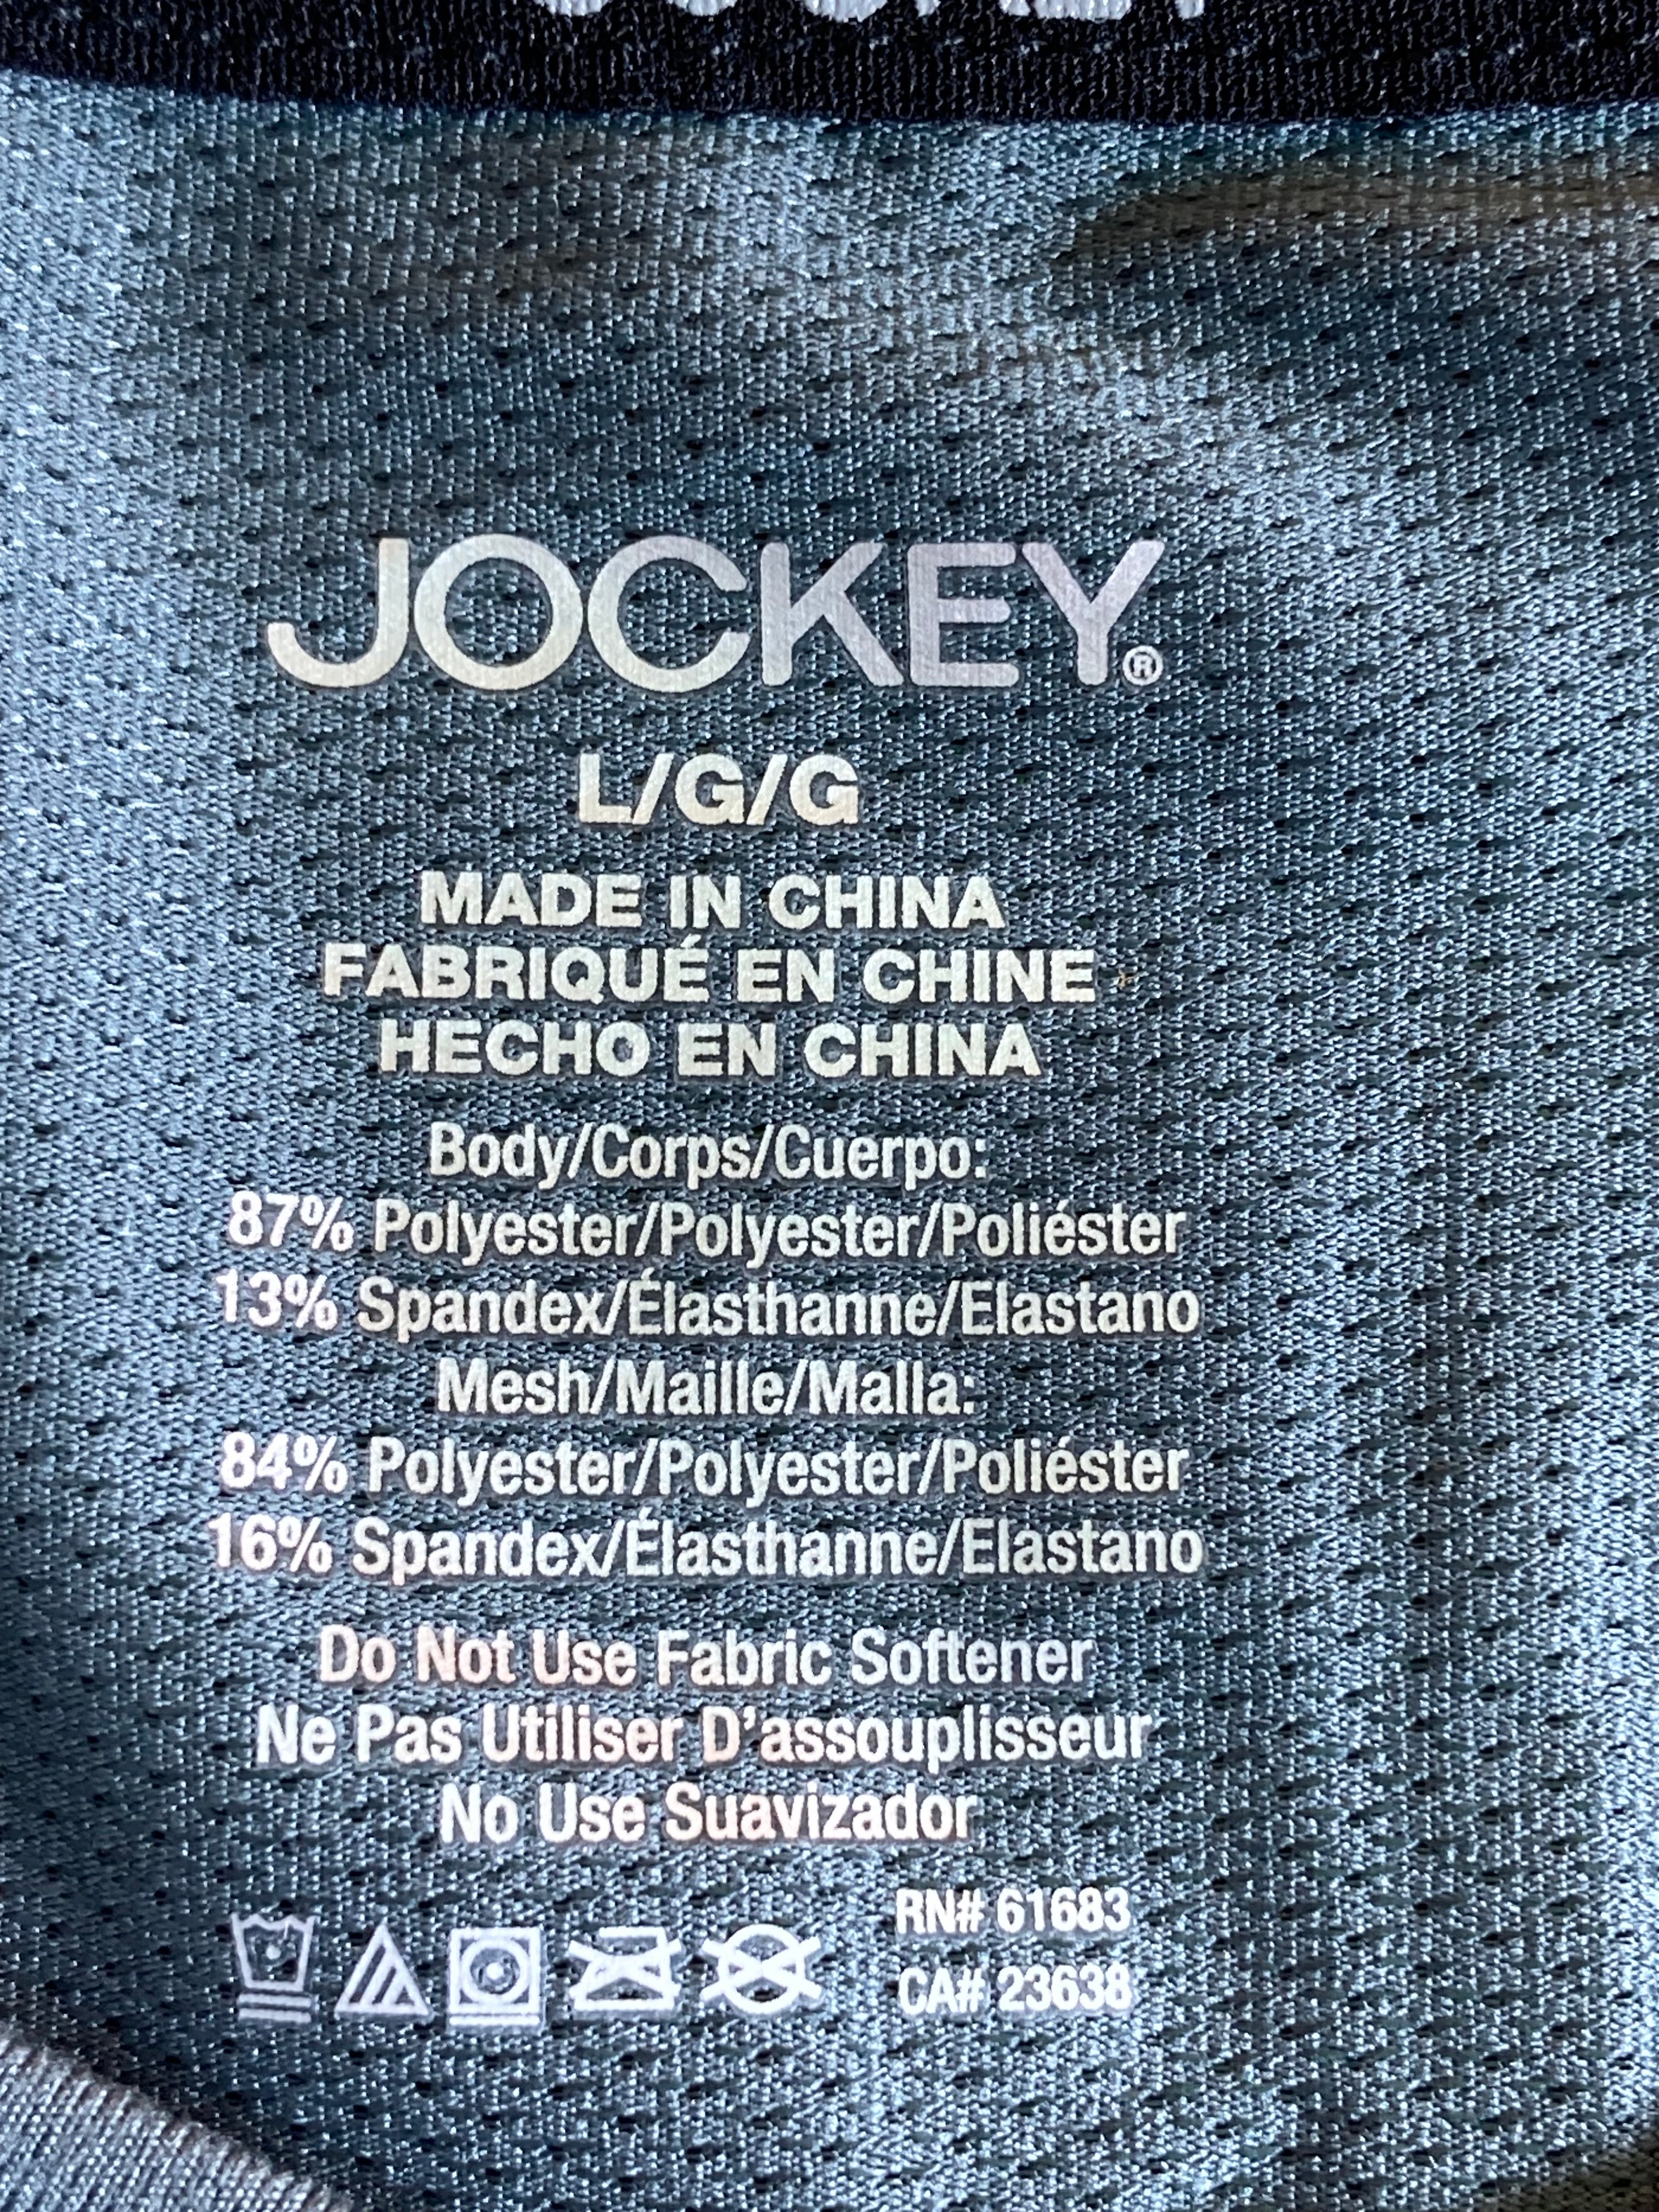 JOCKEY®
L/G/G
MADE IN CHINA
FABRIQUÉ EN CHINE
HECHO EN CHINA
Body/Corps/Cuerpo:
87% Polyester/Polyester/Poliéster
13% Spandex/Élasthanne/Elastano
Mesh/Maille/Malla:
84% Polyester/Polyester/Poliéster
16% Spandex/Élasthanne/Elastano
Do Not Use Fabric Softener
Ne Pas Utiliser D'assouplisseur
No Use Suavizador
RN# 61683
CA# 23638